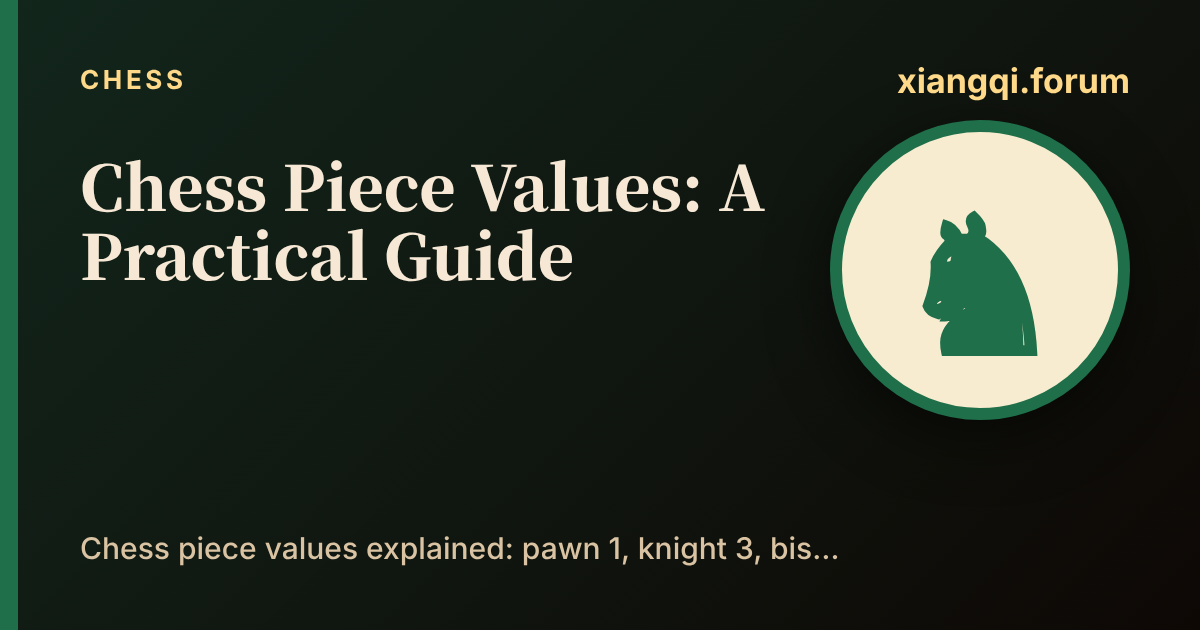 CHESS
xiangqi.forum
Chess Piece Values: A
Practical Guide
Chess piece values explained: pawn 1, knight 3, bis...